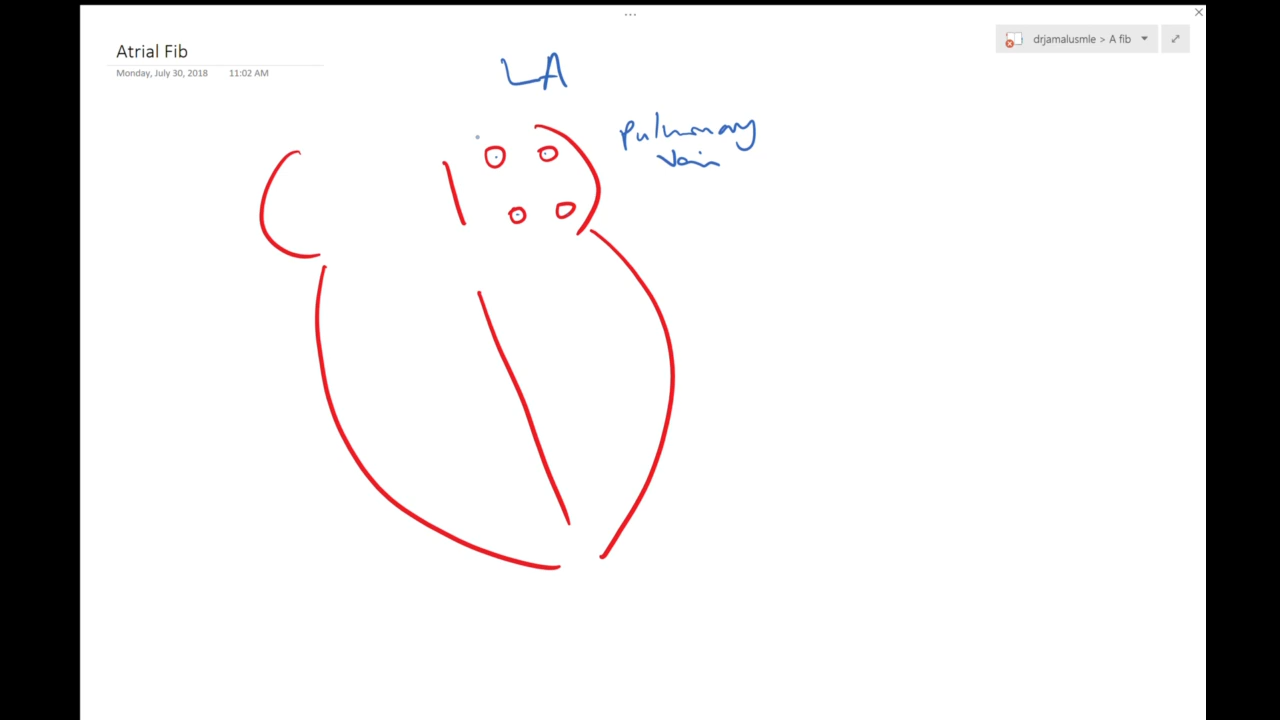 Atrial Fib
Monday, July 30, 2018 11:02 AM
drjamalusmle > A fib
LA
Pulmonary
Vein